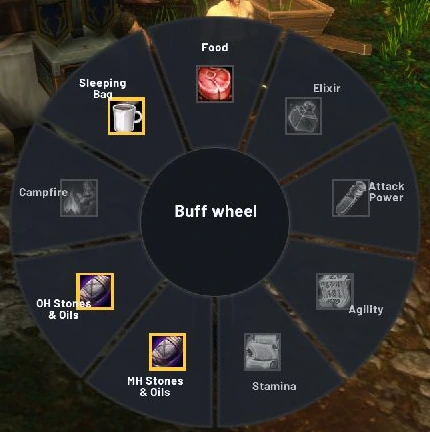 Food
Elixir
Attack
Power
Agility
Stamina
MH Stones
& Oils
OH Stones
& Oils
Campfire
Sleeping
Bag
Buff wheel